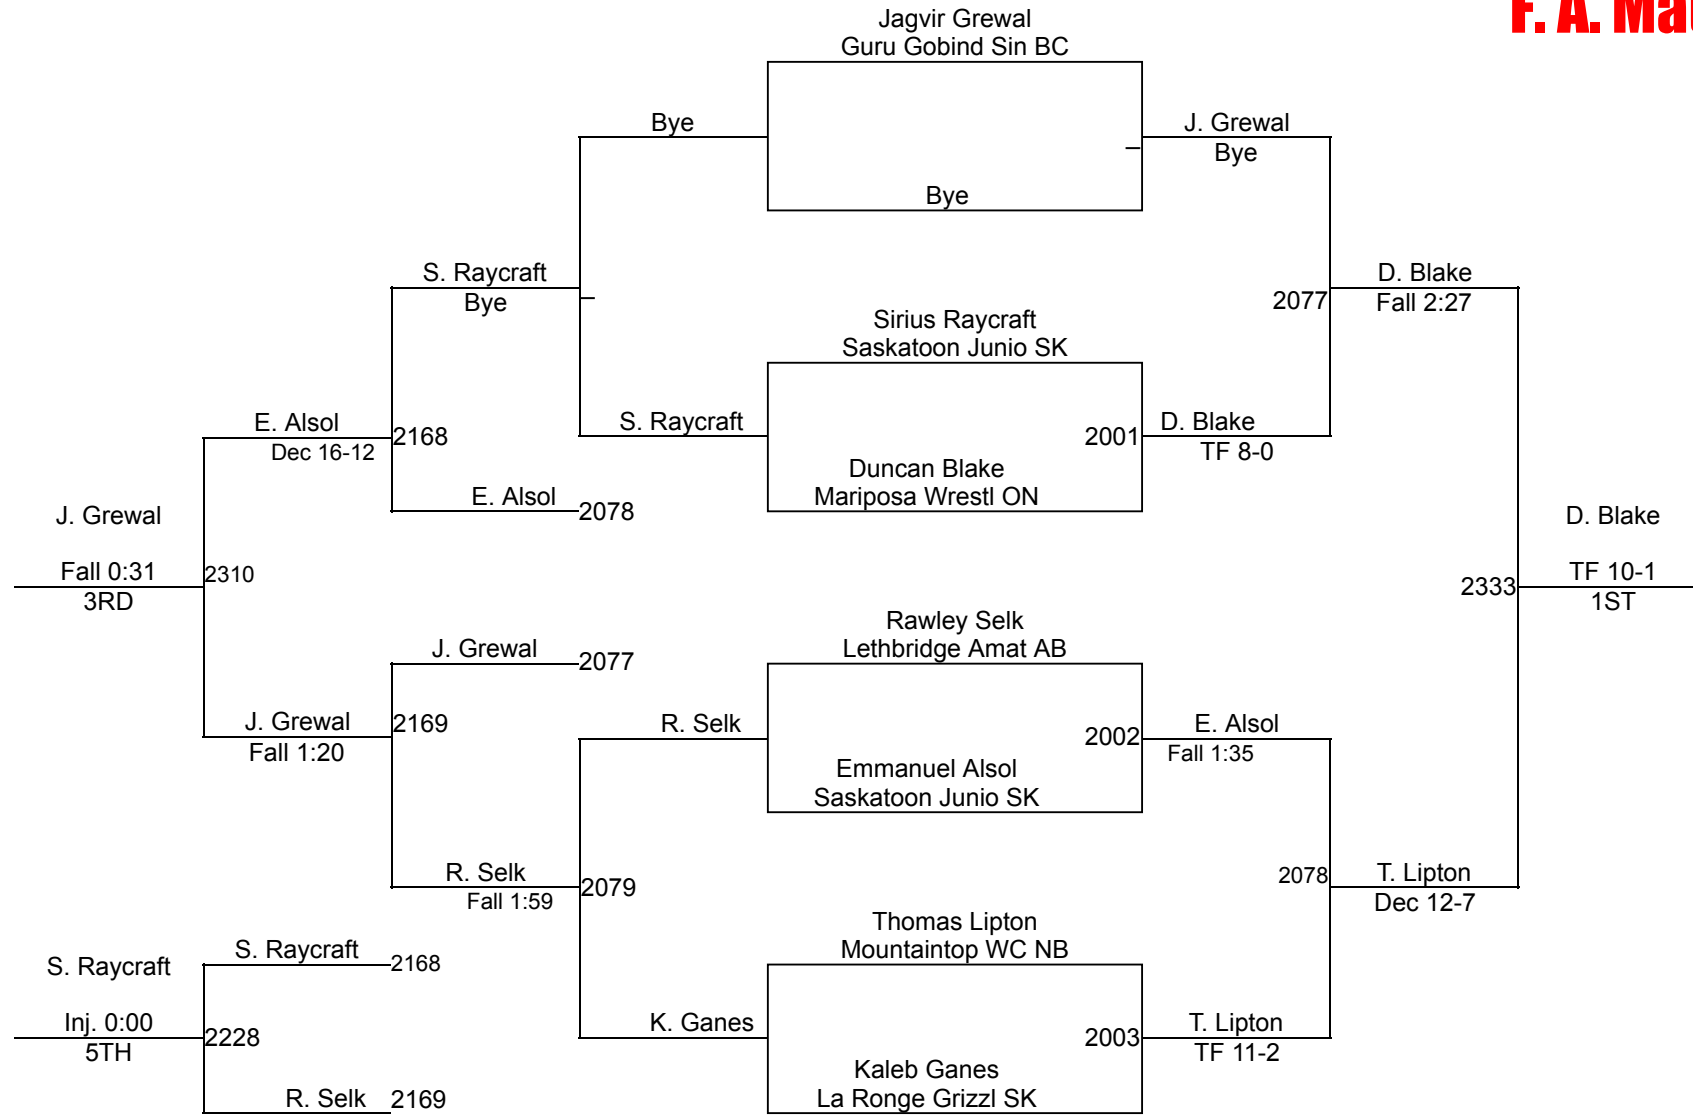 F. A. Ma
Jagvir Grewal
Guru Gobind Sin BC
Bye
J. Grewal
Bye
Bye
S. Raycraft
Bye
D. Blake
Fall 2:27
2077
Sirius Raycraft
Saskatoon Junio SK
E. Alsol
Dec 16-12
2168
S. Raycraft
2001
D. Blake
TF 8-0
Duncan Blake
Mariposa Wrestl ON
E. Alsol
2078
J. Grewal
Fall 0:31
3RD
2310
D. Blake
TF 10-1
1ST
2333
Rawley Selk
Lethbridge Amat AB
J. Grewal
2077
J. Grewal
Fall 1:20
2169
R. Selk
2002
E. Alsol
Fall 1:35
Emmanuel Alsol
Saskatoon Junio SK
R. Selk
Fall 1:59
2079
2078
T. Lipton
Dec 12-7
Thomas Lipton
Mountaintop WC NB
S. Raycraft
S. Raycraft
2168
Inj. 0:00
5TH
2228
K. Ganes
2003
T. Lipton
TF 11-2
Kaleb Ganes
La Ronge Grizzl SK
R. Selk
2169